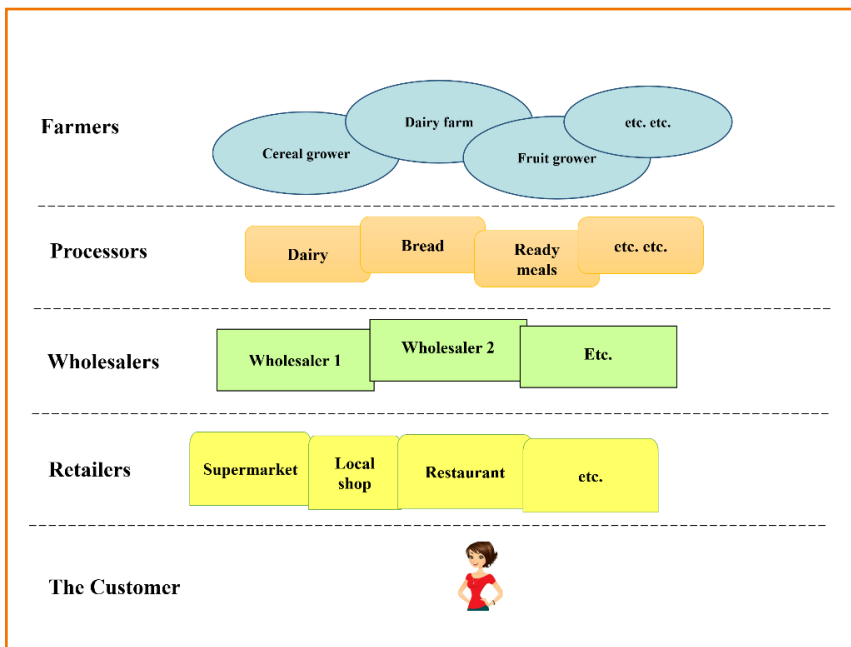 Farmers
Cereal grower
Dairy farm
Fruit grower
etc. etc.
Processors
Dairy
Bread
Ready
meals
etc. etc.
Wholesalers
Wholesaler 1
Wholesaler 2
Etc.
Retailers
Supermarket
Local
shop
Restaurant
etc.
The Customer